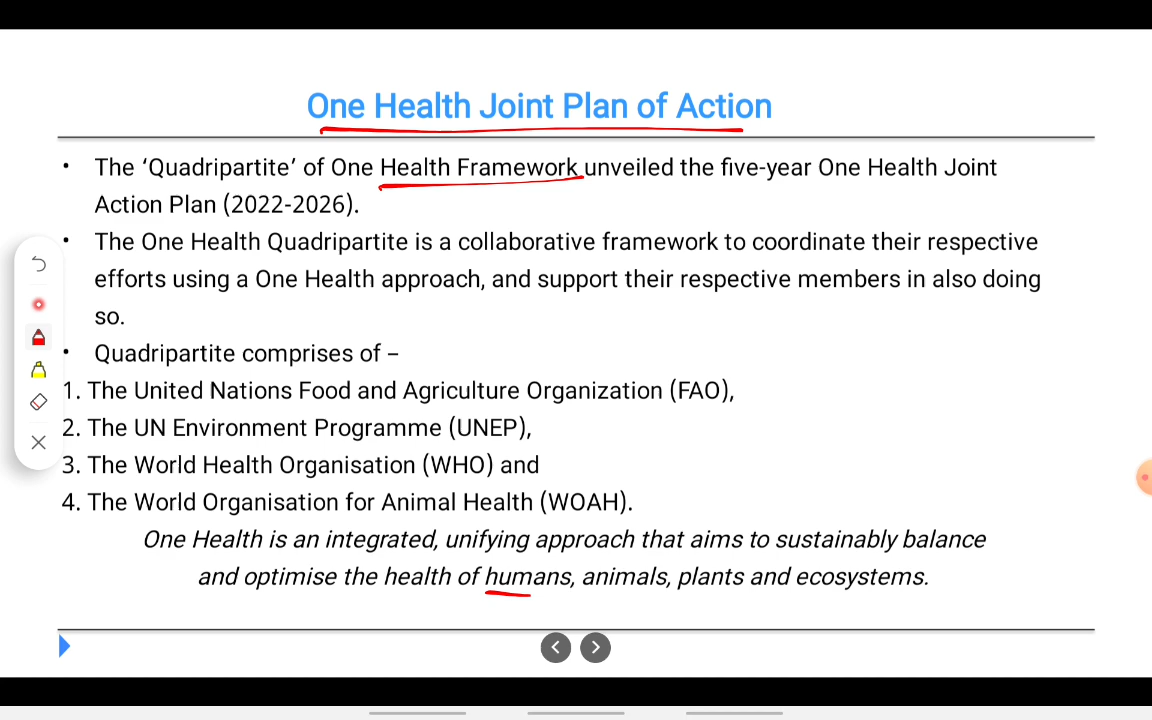 One Health Joint Plan of Action
• The ‘Quadripartite’ of One Health Framework unveiled the five-year One Health Joint
Action Plan (2022-2026).
• The One Health Quadripartite is a collaborative framework to coordinate their respective
efforts using a One Health approach, and support their respective members in also doing
so.
• Quadripartite comprises of –
1. The United Nations Food and Agriculture Organization (FAO),
2. The UN Environment Programme (UNEP),
3. The World Health Organisation (WHO) and
4. The World Organisation for Animal Health (WOAH).
One Health is an integrated, unifying approach that aims to sustainably balance
and optimise the health of humans, animals, plants and ecosystems.